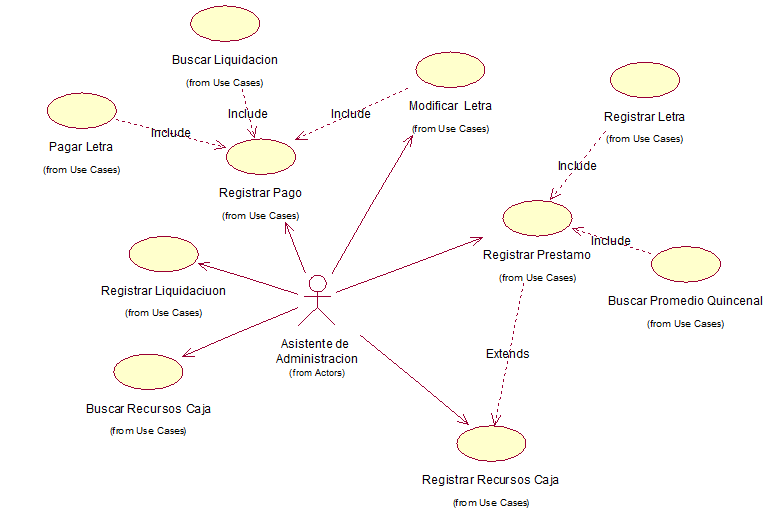 Buscar Liquidacion
(from Use Cases)
Include
Pagar Letra
(from Use Cases)
Include
Include
Modificar Letra
(from Use Cases)
Registrar Letra
(from Use Cases)
Include
Registrar Pago
(from Use Cases)
Registrar Prestamo
(from Use Cases)
Include
Buscar Promedio Quincenal
(from Use Cases)
Registrar Liquidaciuon
(from Use Cases)
Asistente de
Administracion
(from Actors)
Extends
Buscar Recursos Caja
(from Use Cases)
Registrar Recursos Caja
(from Use Cases)